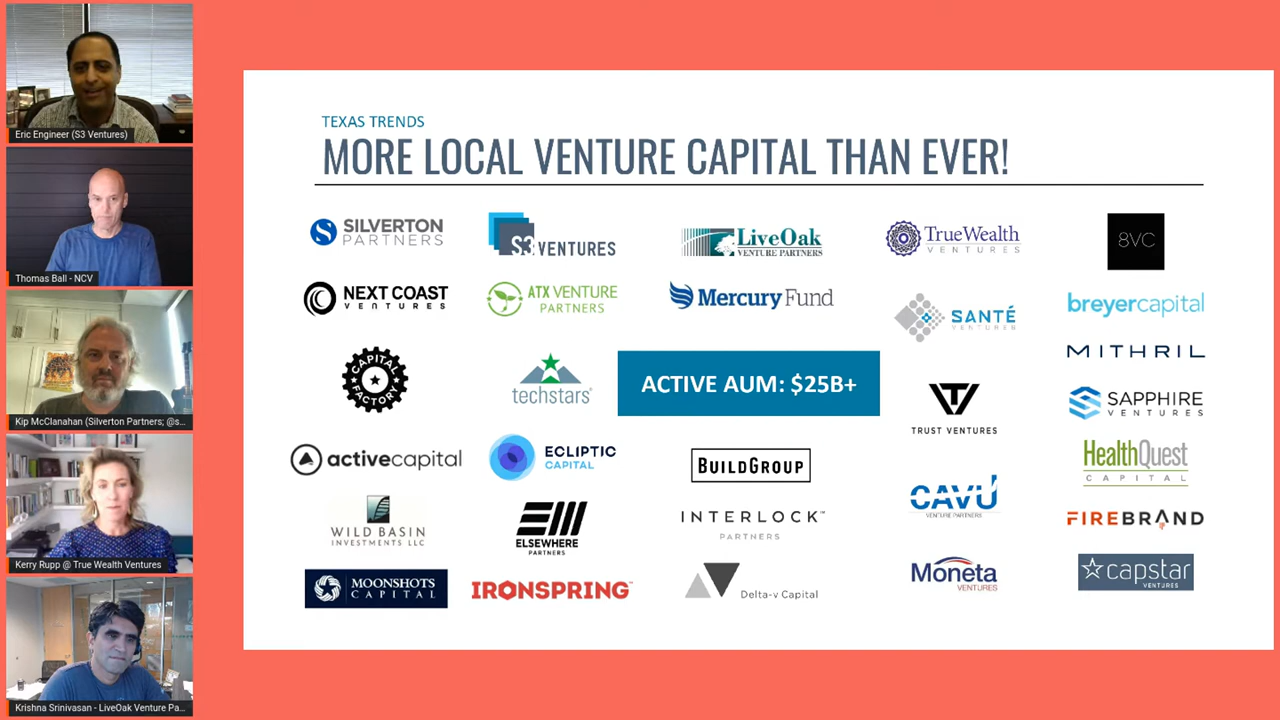 Eric Engineer (S3 Ventures)
Thomas Ball - NCV
Kip McClanahan (Silverton Partners; @s...
Kerry Rupp @ True Wealth Ventures
Krishna Srinivasan - LiveOak Venture Pa...
TEXAS TRENDS
MORE LOCAL VENTURE CAPITAL THAN EVER!
S
SILVERTON
PARTNERS
S3 VENTURES
LiveOak
VENTURE PARTNERS
TrueWealth
VENTURES
8VC
NEXT COAST
VENTURES
ATX VENTURE
PARTNERS
Mercury Fund
SANTÉ
VENTURES
breyercapital
MITHRIL
CAPITAL
FACTORY
techstars
ACTIVE AUM: $25B+
TRUST VENTURES
SAPPHIRE
VENTURES
activecapital
ECLIPTIC
CAPITAL
BUILDGROUP
CAVU
VENTURE PARTNERS
HealthQuest
CAPITAL
WILD BASIN
INVESTMENTS LLC
ELSEWHERE
PARTNERS
INTERLOCK™
PARTNERS
FIREBRAND
MOONSHOTS
CAPITAL
IRONSPRING™
Delta-v Capital
Moneta
VENTURES
capstar
VENTURES